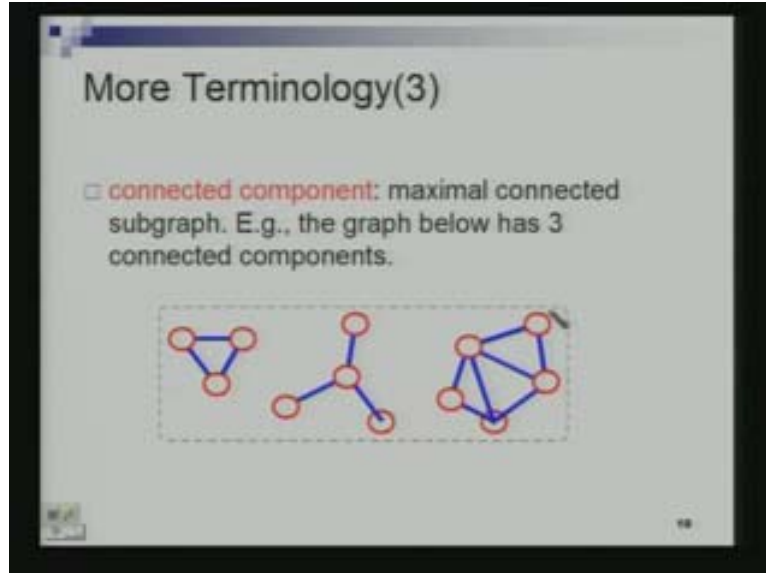 More Terminology(3)
connected component: maximal connected
subgraph. E.g., the graph below has 3
connected components.